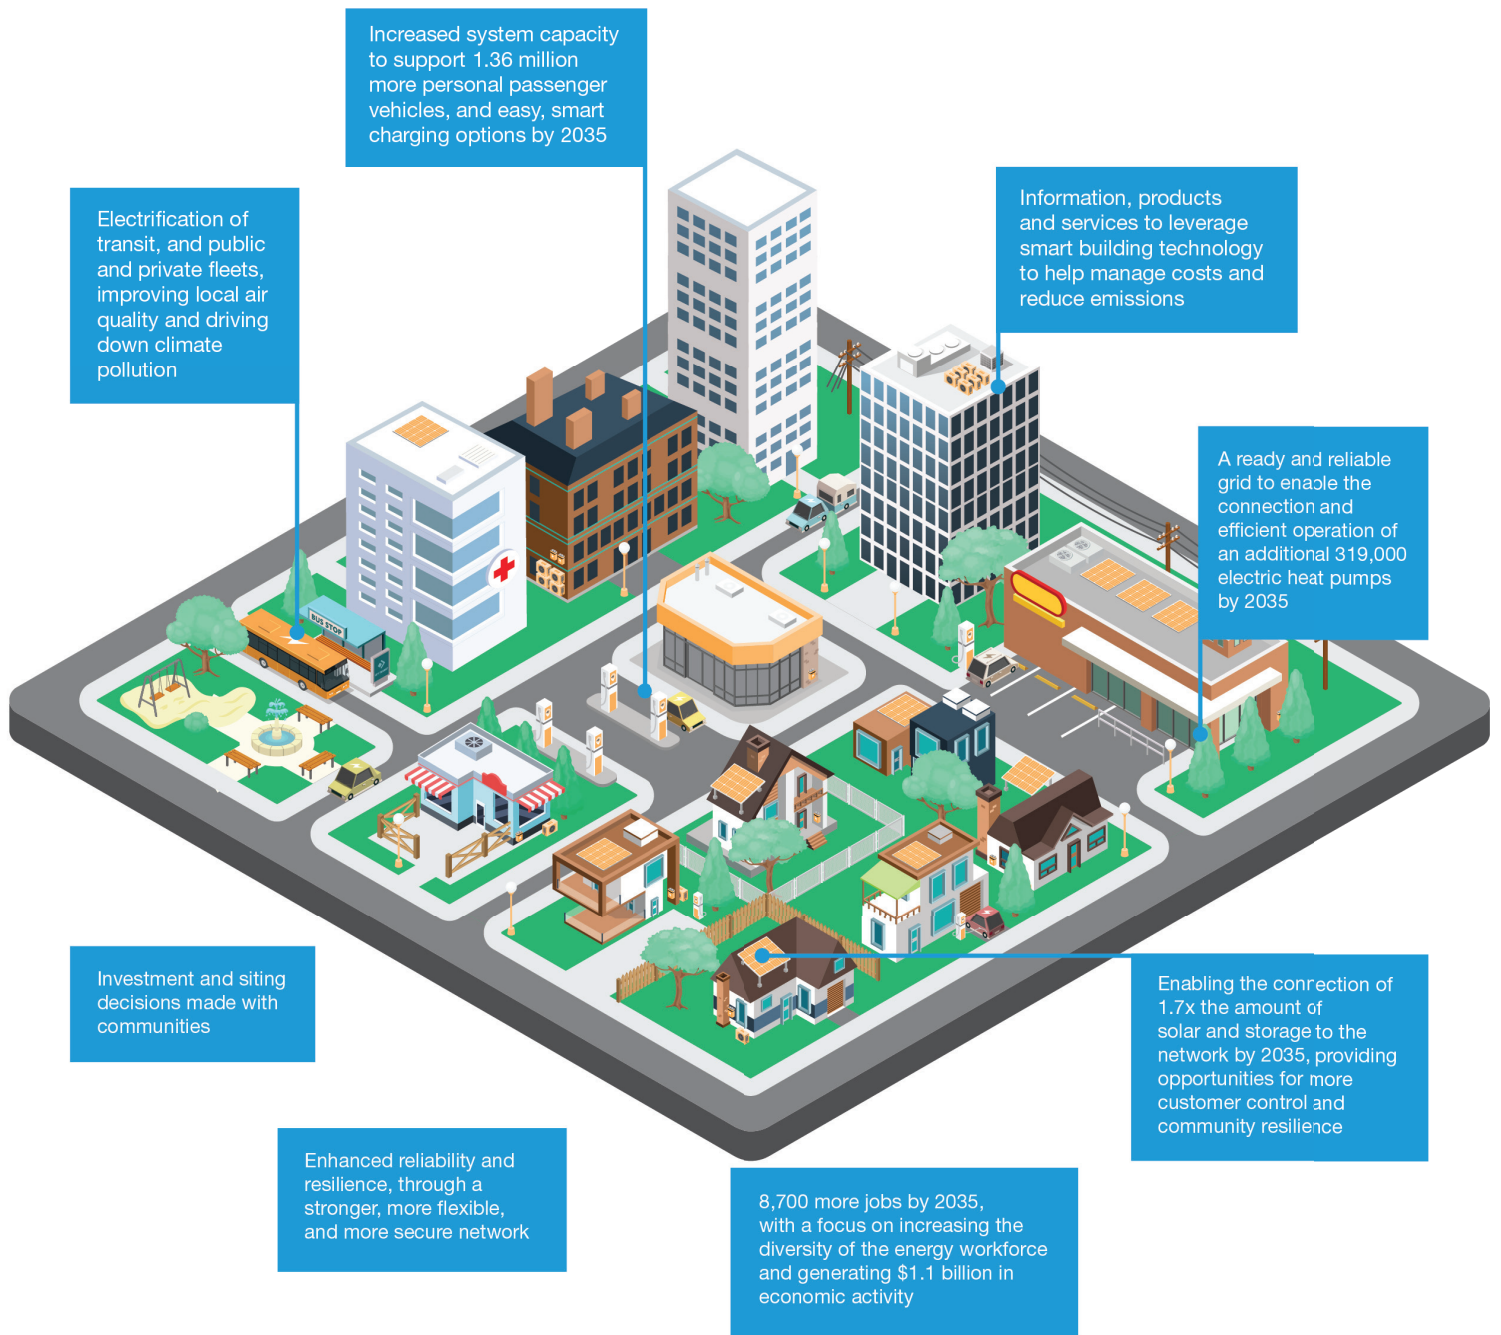 Increased system capacity
to support 1.36 million
more personal passenger
vehicles, and easy, smart
charging options by 2035
Electrification of
transit, and public
and private fleets,
improving local air
quality and driving
down climate
pollution
Information, products
and services to leverage
smart building technology
to help manage costs and
reduce emissions
A ready and reliable
grid to enable the
connection and
efficient operation of
an additional 319,000
electric heat pumps
by 2035
BUS STOP
Investment and siting
decisions made with
communities
Enabling the connection of
1.7x the amount of
solar and storage to the
network by 2035, providing
opportunities for more
customer control and
community resilience
Enhanced reliability and
resilience, through a
stronger, more flexible,
and more secure network
8,700 more jobs by 2035,
with a focus on increasing the
diversity of the energy workforce
and generating $1.1 billion in
economic activity